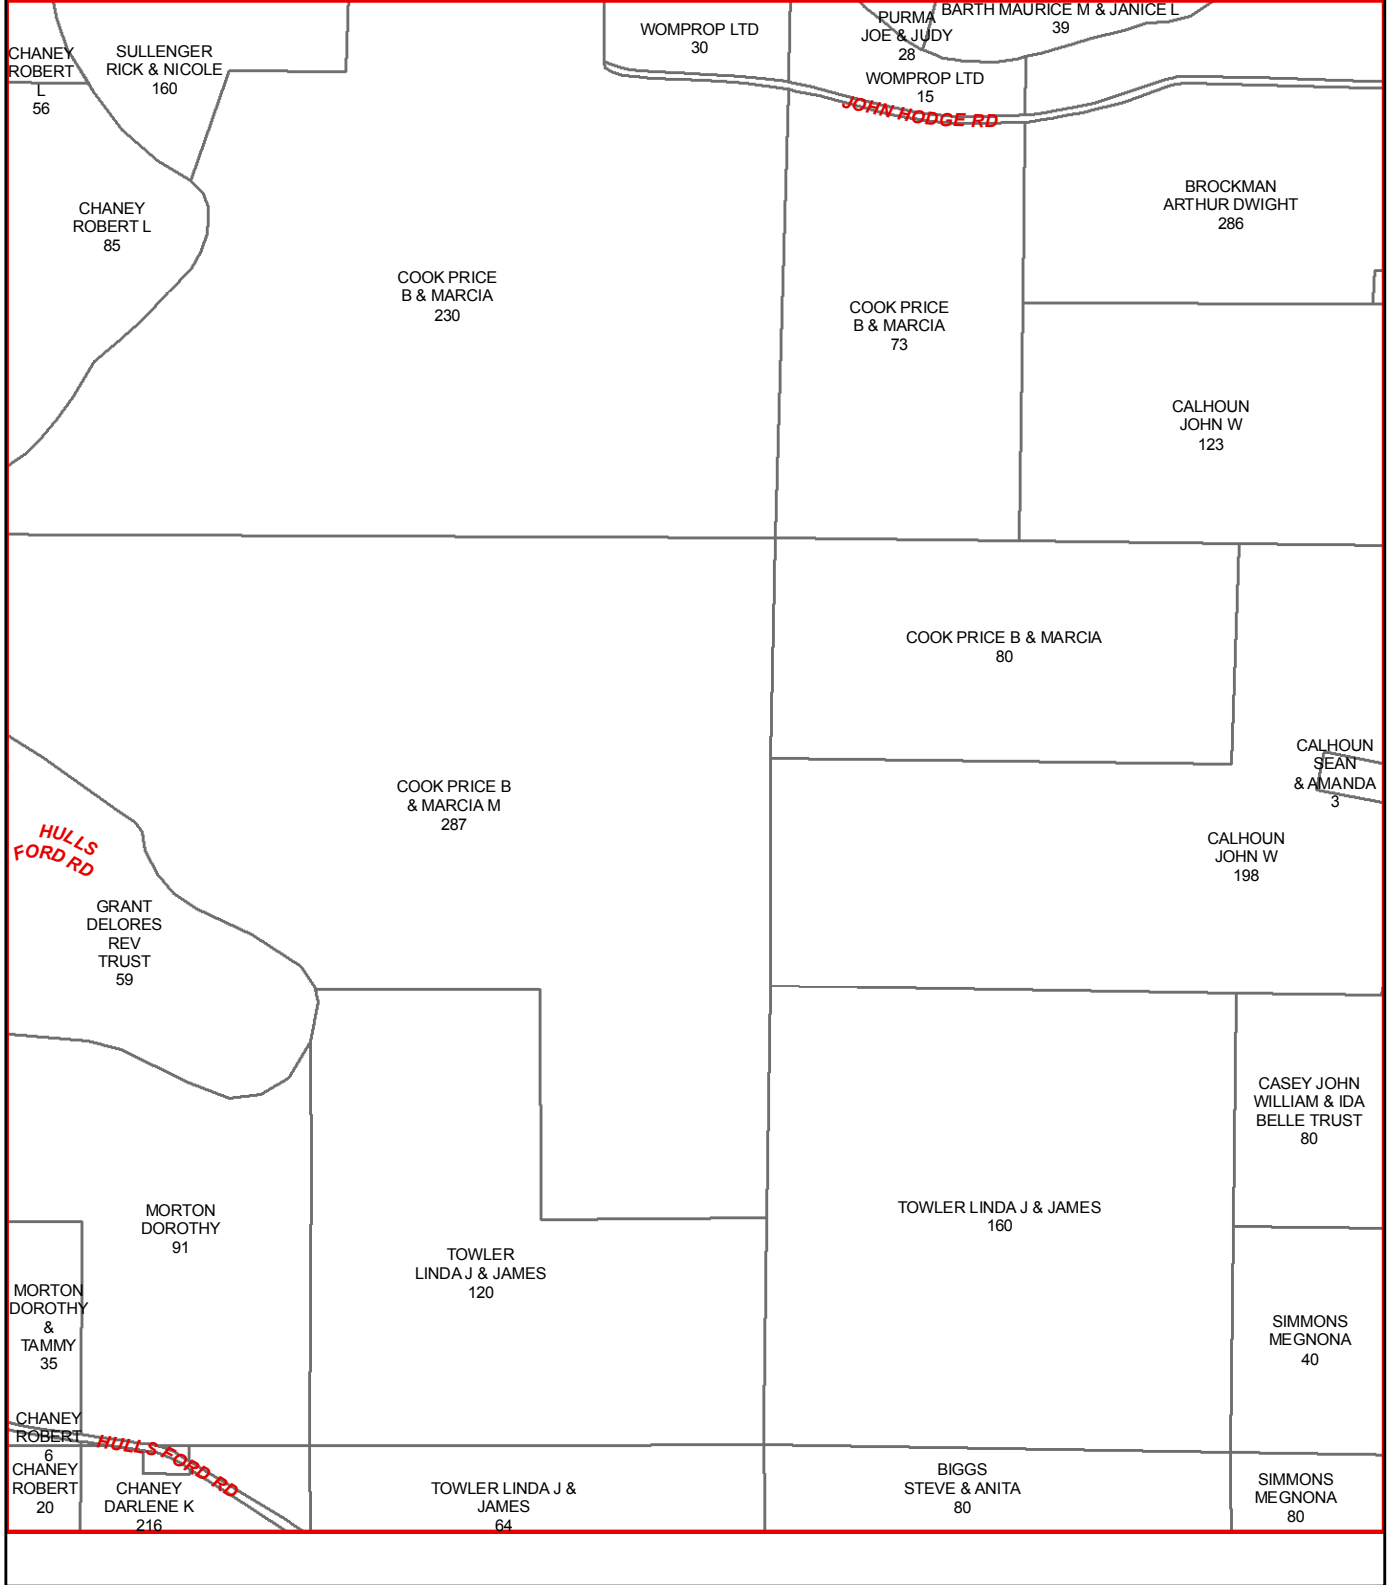 CHANEY
ROBERT
L
56
SULLENGER
RICK & NICOLE
160
WOMPROP LTD
30
PURMA
JOE & JUDY
28
BARTH MAURICE M & JANICE L
39
WOMPROP LTD
15
JOHN HODGE RD
CHANEY
ROBERT L
85
BROCKMAN
ARTHUR DWIGHT
286
COOK PRICE
B & MARCIA
230
COOK PRICE
B & MARCIA
73
CALHOUN
JOHN W
123
COOK PRICE B & MARCIA
80
CALHOUN
SEAN
& AMANDA
3
COOK PRICE B
& MARCIA M
287
HULLS
FORD RD
CALHOUN
JOHN W
198
GRANT
DELORES
REV
TRUST
59
CASEY JOHN
WILLIAM & IDA
BELLE TRUST
80
MORTON
DOROTHY
91
TOWLER LINDA J & JAMES
160
TOWLER
LINDA J & JAMES
120
MORTON
DOROTHY
&
TAMMY
35
SIMMONS
MEGNONA
40
CHANEY
ROBERT
6
HULLS FORD RD
CHANEY
ROBERT
20
CHANEY
DARLENE K
216
TOWLER LINDA J &
JAMES
64
BIGGS
STEVE & ANITA
80
SIMMONS
MEGNONA
80